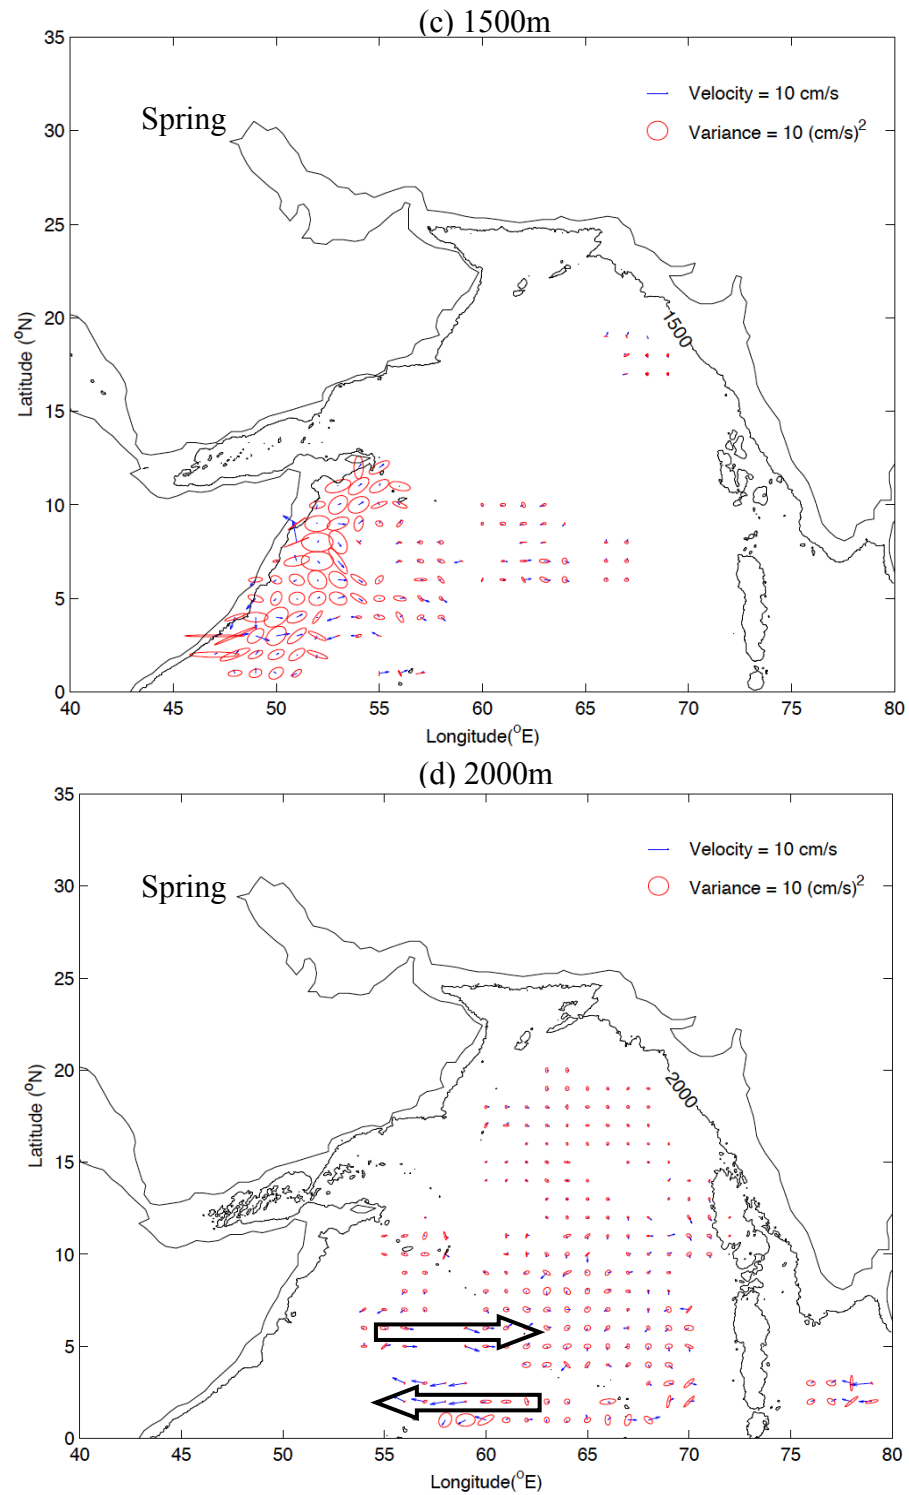 (c) 1500m
35
Velocity = 10 cm/s
Spring
30
Variance = 10 (cm/s)2
25
20
Latitude (oN)
1500
15
10
5
0
40 45 50 55 60 65 70 75 80
Longitude(oE)
(d) 2000m
35
Velocity = 10 cm/s
Spring
30
Variance = 10 (cm/s)2
25
20
Latitude (oN)
2000
15
10
5
0
40 45 50 55 60 65 70 75 80
Longitude(oE)